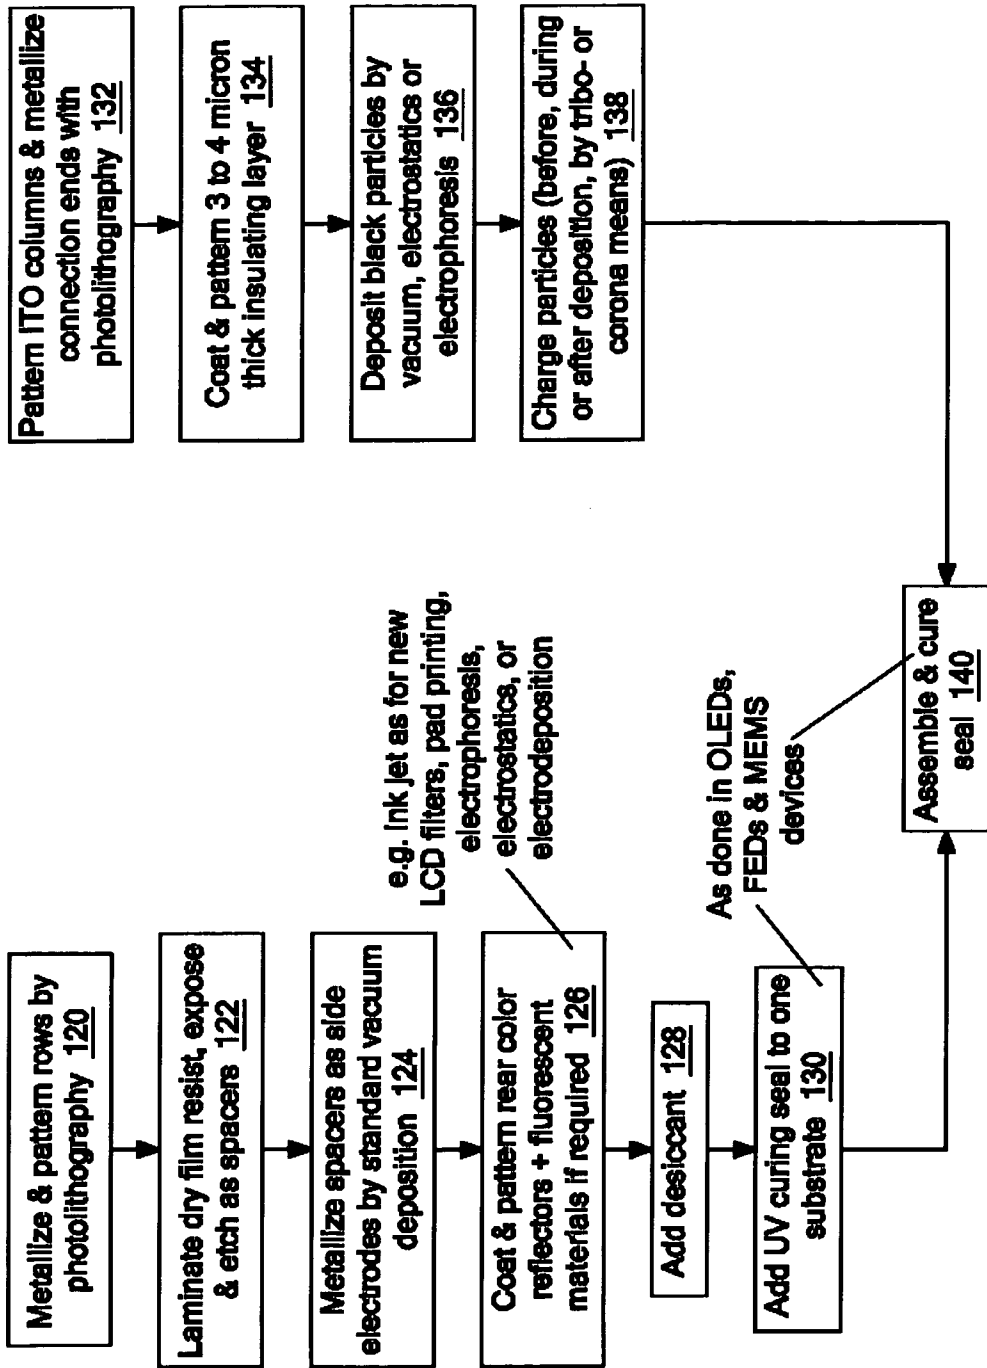 Metallize & pattern rows by
photolithography 120
Laminate dry film resist, expose
& etch as spacers 122
Metallize spacers as side
electrodes by standard vacuum
deposition 124
Coat & pattern rear color
reflectors + fluorescent
materials if required 126
e.g. ink jet as for new
LCD filters, pad printing,
electrophoresis,
electrostatics, or
electrodeposition
Add desiccant 128
Add UV curing seal to one
substrate 130
As done in OLEDs,
FEDs & MEMS
devices
Pattern ITO columns & metallize
connection ends with
photolithography 132
Coat & pattern 3 to 4 micron
thick insulating layer 134
Deposit black particles by
vacuum, electrostatics or
electrophoresis 136
Charge particles (before, during
or after deposition, by tribo- or
corona means) 138
Assemble & cure
seal 140